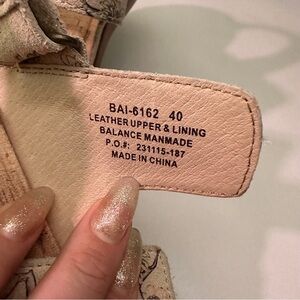 BAI-6162 40
LEATHER UPPER & LINING
BALANCE MANMADE
P.O.#: 231115-187
MADE IN CHINA